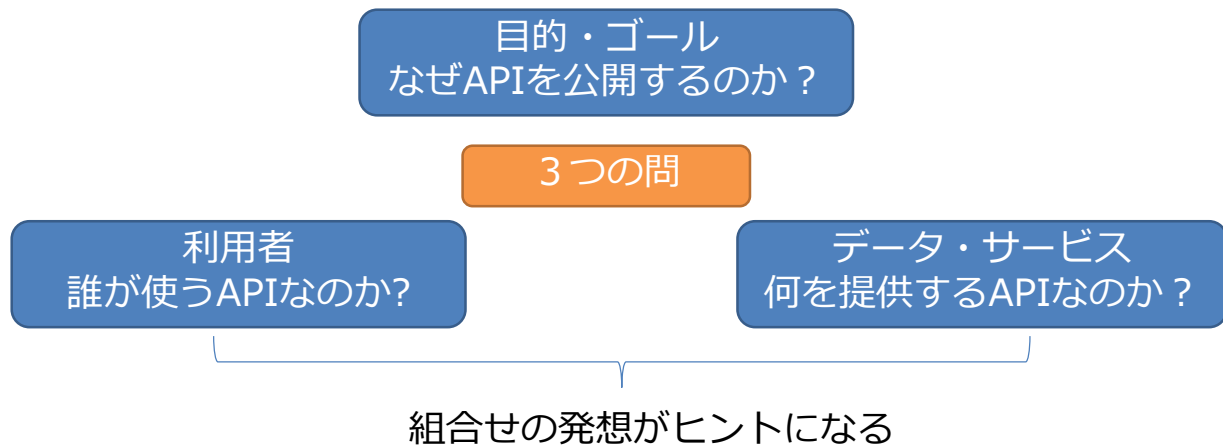 目的・ゴール
なぜAPIを公開するのか？
３つの問
利用者
誰が使うAPIなのか?
データ・サービス
何を提供するAPIなのか？
組合せの発想がヒントになる